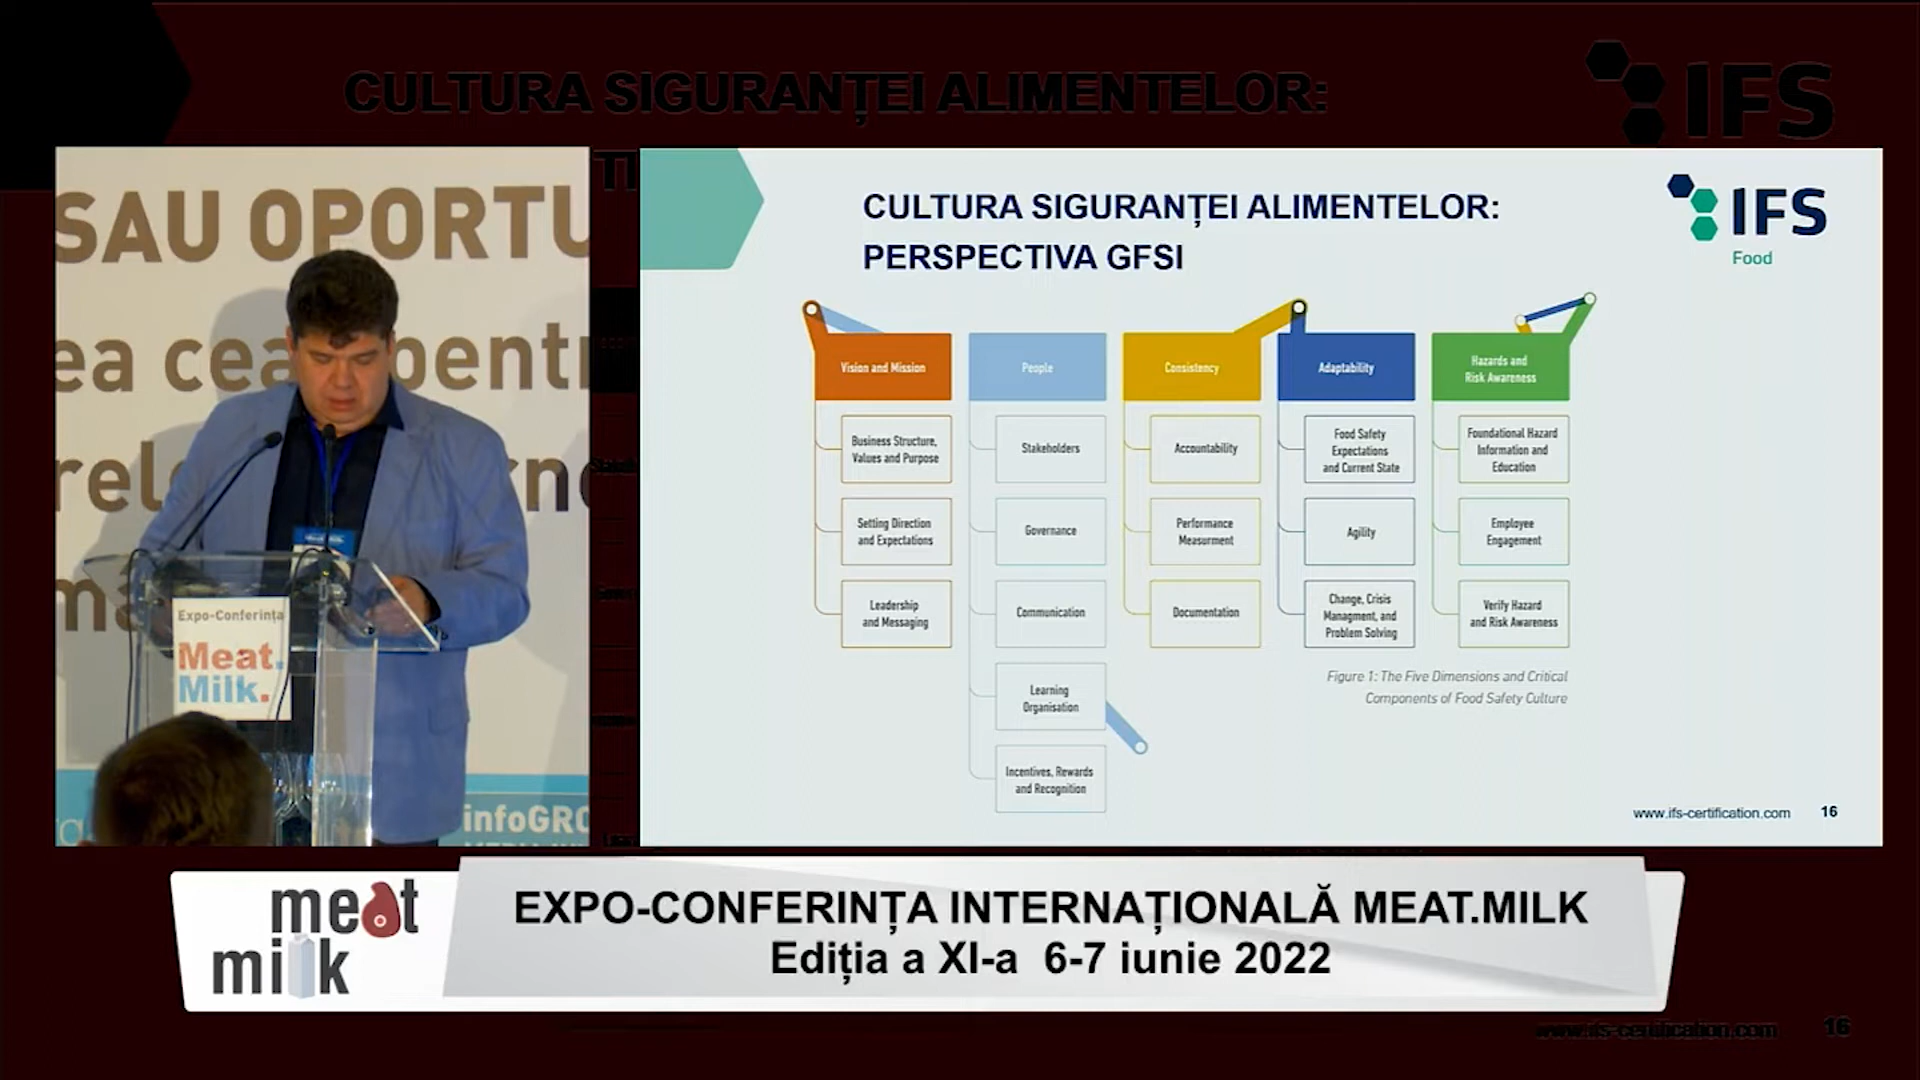 CULTURA SIGURANȚEI ALIMENTELOR:
IFS
SAU OPORTU
ea cea
pentr
Expo-Conferința
Meat.
Milk.
infoGRO
CULTURA SIGURANȚEI ALIMENTELOR:
PERSPECTIVA GFSI
IFS
Food
Vision and Mission
Business Structure,
Values and Purpose
Setting Direction
and Expectations
Leadership
and Messaging
People
Stakeholders
Governance
Communication
Learning
Organisation
Incentives, Rewards
and Recognition
Consistency
Accountability
Performance
Measurment
Documentation
Adaptability
Food Safety
Expectations
and Current State
Agility
Change, Crisis
Managment, and
Problem Solving
Hazards and
Risk Awareness
Foundational Hazard
Information and
Education
Employee
Engagement
Verify Hazard
and Risk Awareness
Figure 1: The Five Dimensions and Critical
Components of Food Safety Culture
www.ifs-certification.com 16
meat
milk
EXPO-CONFERINȚA INTERNAȚIONALĂ MEAT.MILK
Ediția a XI-a 6-7 iunie 2022
www.ifs-certification.com 16